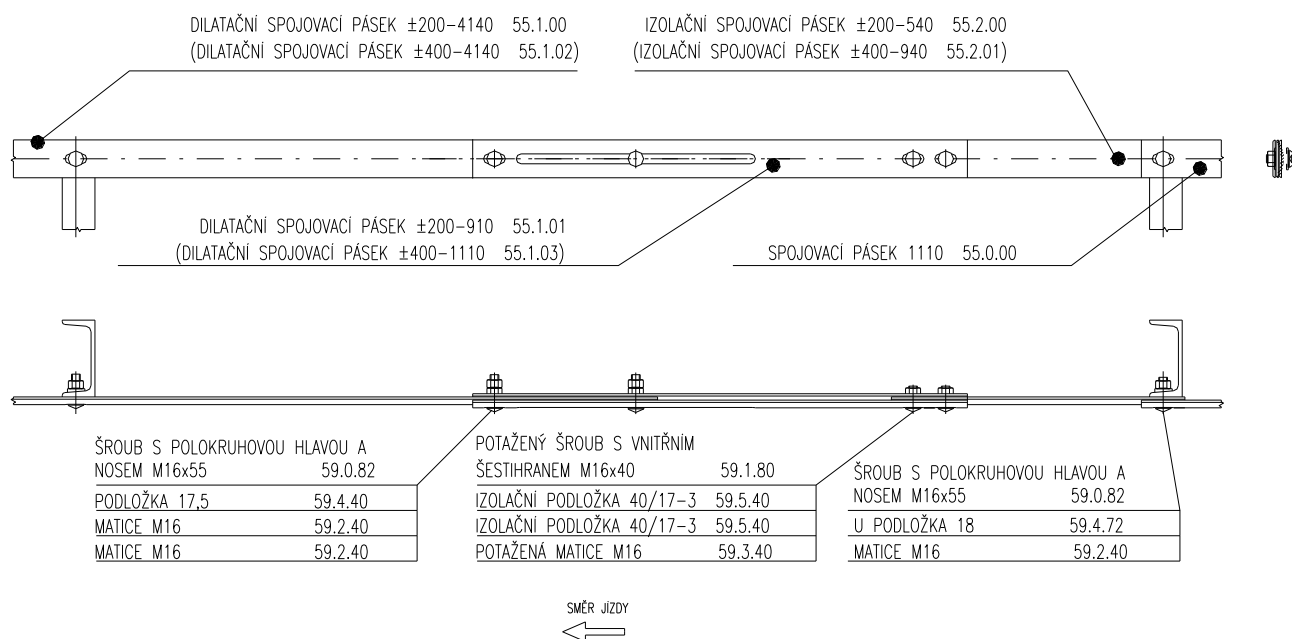 DILATAČNÍ SPOJOVACÍ PÁSEK ±200-4140 55.1.00
(DILATAČNÍ SPOJOVACÍ PÁSEK ±400-4140 55.1.02)
IZOLAČNÍ SPOJOVACÍ PÁSEK ±200-540 55.2.00
(IZOLAČNÍ SPOJOVACÍ PÁSEK ±400-940 55.2.01)
DILATAČNÍ SPOJOVACÍ PÁSEK ±200-910 55.1.01
(DILATAČNÍ SPOJOVACÍ PÁSEK ±400-1110 55.1.03)
SPOJOVACÍ PÁSEK 1110 55.0.00
ŠROUB S POLOKRUHOVOU HLAVOU A
NOSEM M16x55 59.0.82
PODLOŽKA 17,5 59.4.40
MATICE M16 59.2.40
MATICE M16 59.2.40
POTAŽENÝ ŠROUB S VNITŘNÍM
ŠESTIHRANEM M16x40 59.1.80
IZOLAČNÍ PODLOŽKA 40/17-3 59.5.40
IZOLAČNÍ PODLOŽKA 40/17-3 59.5.40
POTAŽENÁ MATICE M16 59.3.40
ŠROUB S POLOKRUHOVOU HLAVOU A
NOSEM M16x55 59.0.82
U PODLOŽKA 18 59.4.72
MATICE M16 59.2.40
SMĚR JÍZDY